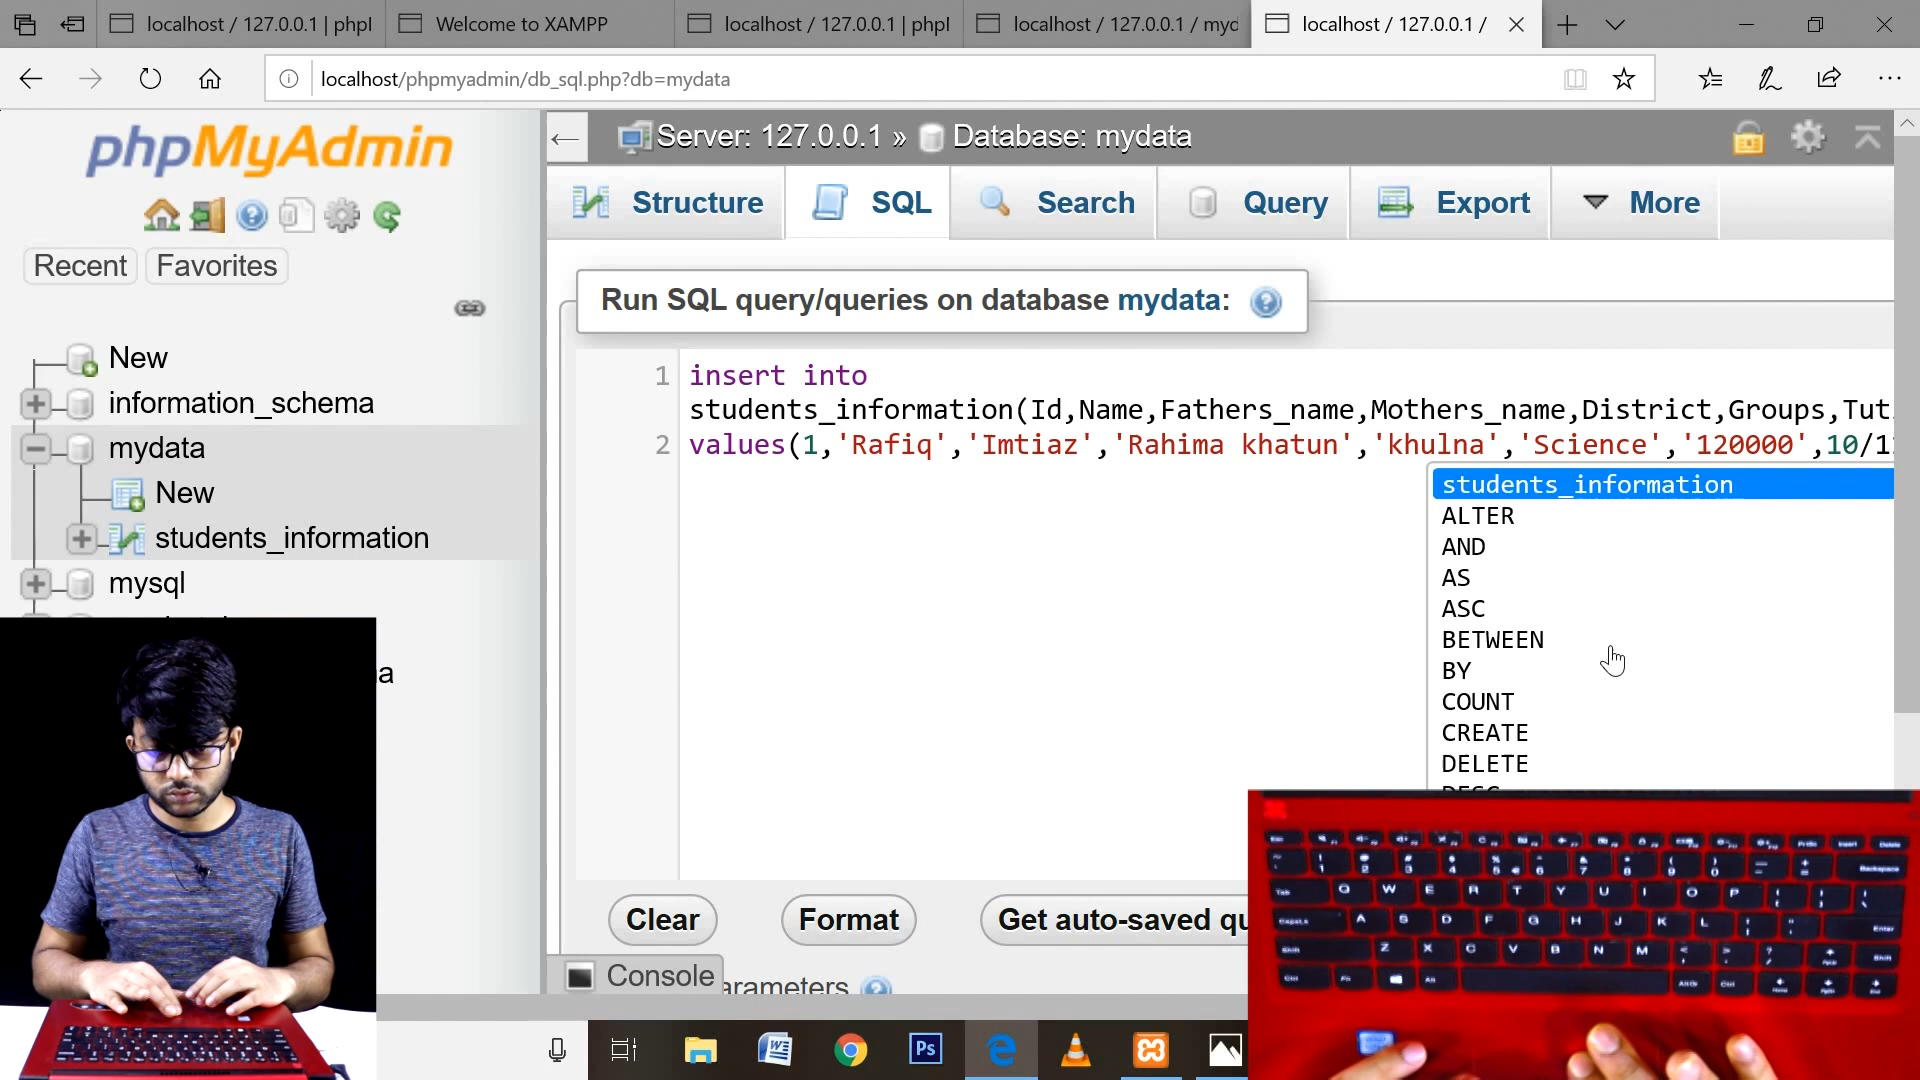 localhost / 127.0.0.1 | phpl
Welcome to XAMPP
localhost / 127.0.0.1 | phpl
localhost / 127.0.0.1 / myd
localhost / 127.0.0.1 /
localhost/phpmyadmin/db_sql.php?db=mydata
phpMyAdmin
Server: 127.0.0.1 » Database: mydata
Structure
SQL
Search
Query
Export
More
Recent
Favorites
Run SQL query/queries on database mydata:
New
information_schema
mydata
New
students_information
mysql
a
1 insert into
students_information(Id,Name,Fathers_name,Mothers_name,District,Groups,Tut
2 values(1,'Rafiq','Imtiaz','Rahima khatun','khulna','Science','120000',10/1
students_information
ALTER
AND
AS
ASC
BETWEEN
BY
COUNT
CREATE
DELETE
DESC
Clear
Format
Get auto-saved qu
Console
arameters
Ps
Q W E R T Y U I O P
A S D F G H J K L
Z X C V B N M